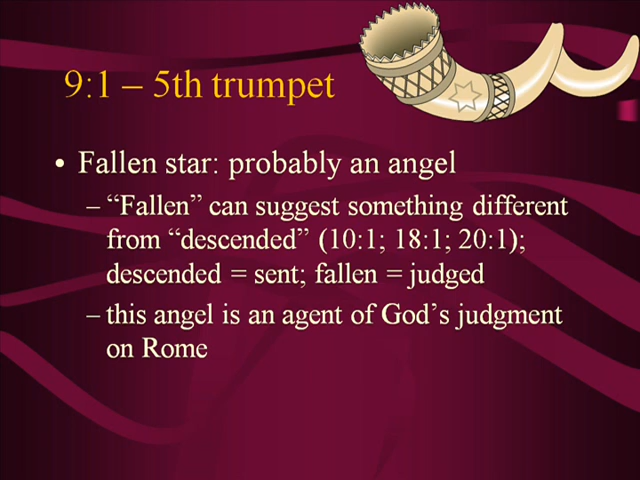 9:1 – 5th trumpet
• Fallen star: probably an angel
– “Fallen” can suggest something different
from “descended” (10:1; 18:1; 20:1);
descended = sent; fallen = judged
– this angel is an agent of God’s judgment
on Rome